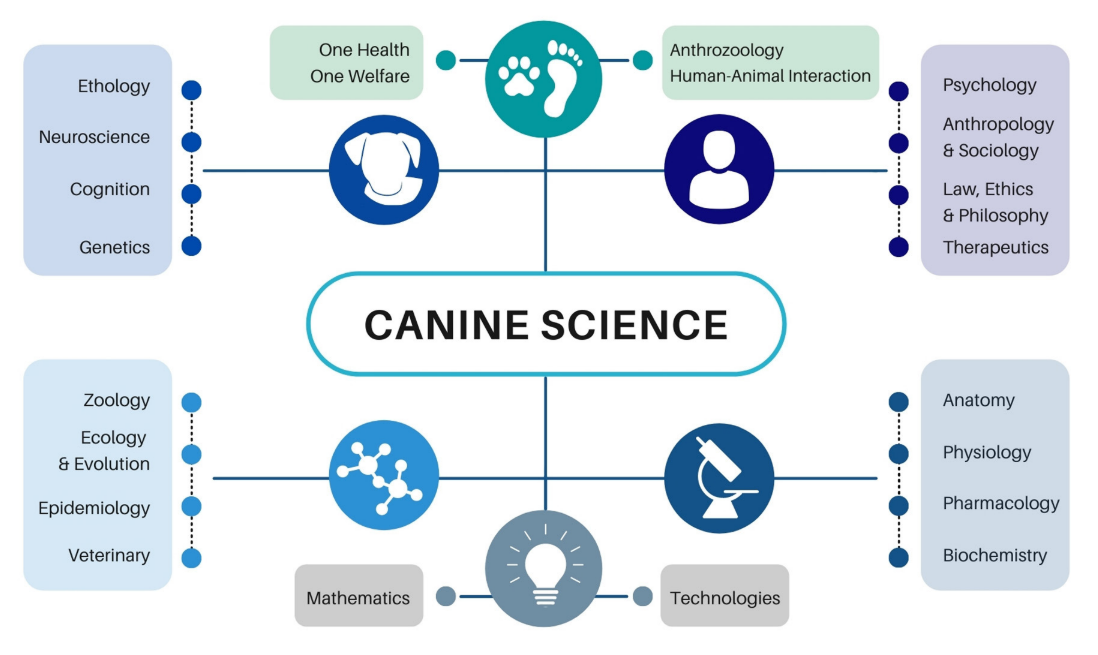 One Health
One Welfare
Anthrozoology
Human-Animal Interaction
Ethology
Neuroscience
Cognition
Genetics
Psychology
Anthropology
& Sociology
Law, Ethics
& Philosophy
Therapeutics
CANINE SCIENCE
Zoology
Ecology
& Evolution
Epidemiology
Veterinary
Anatomy
Physiology
Pharmacology
Biochemistry
Mathematics
Technologies